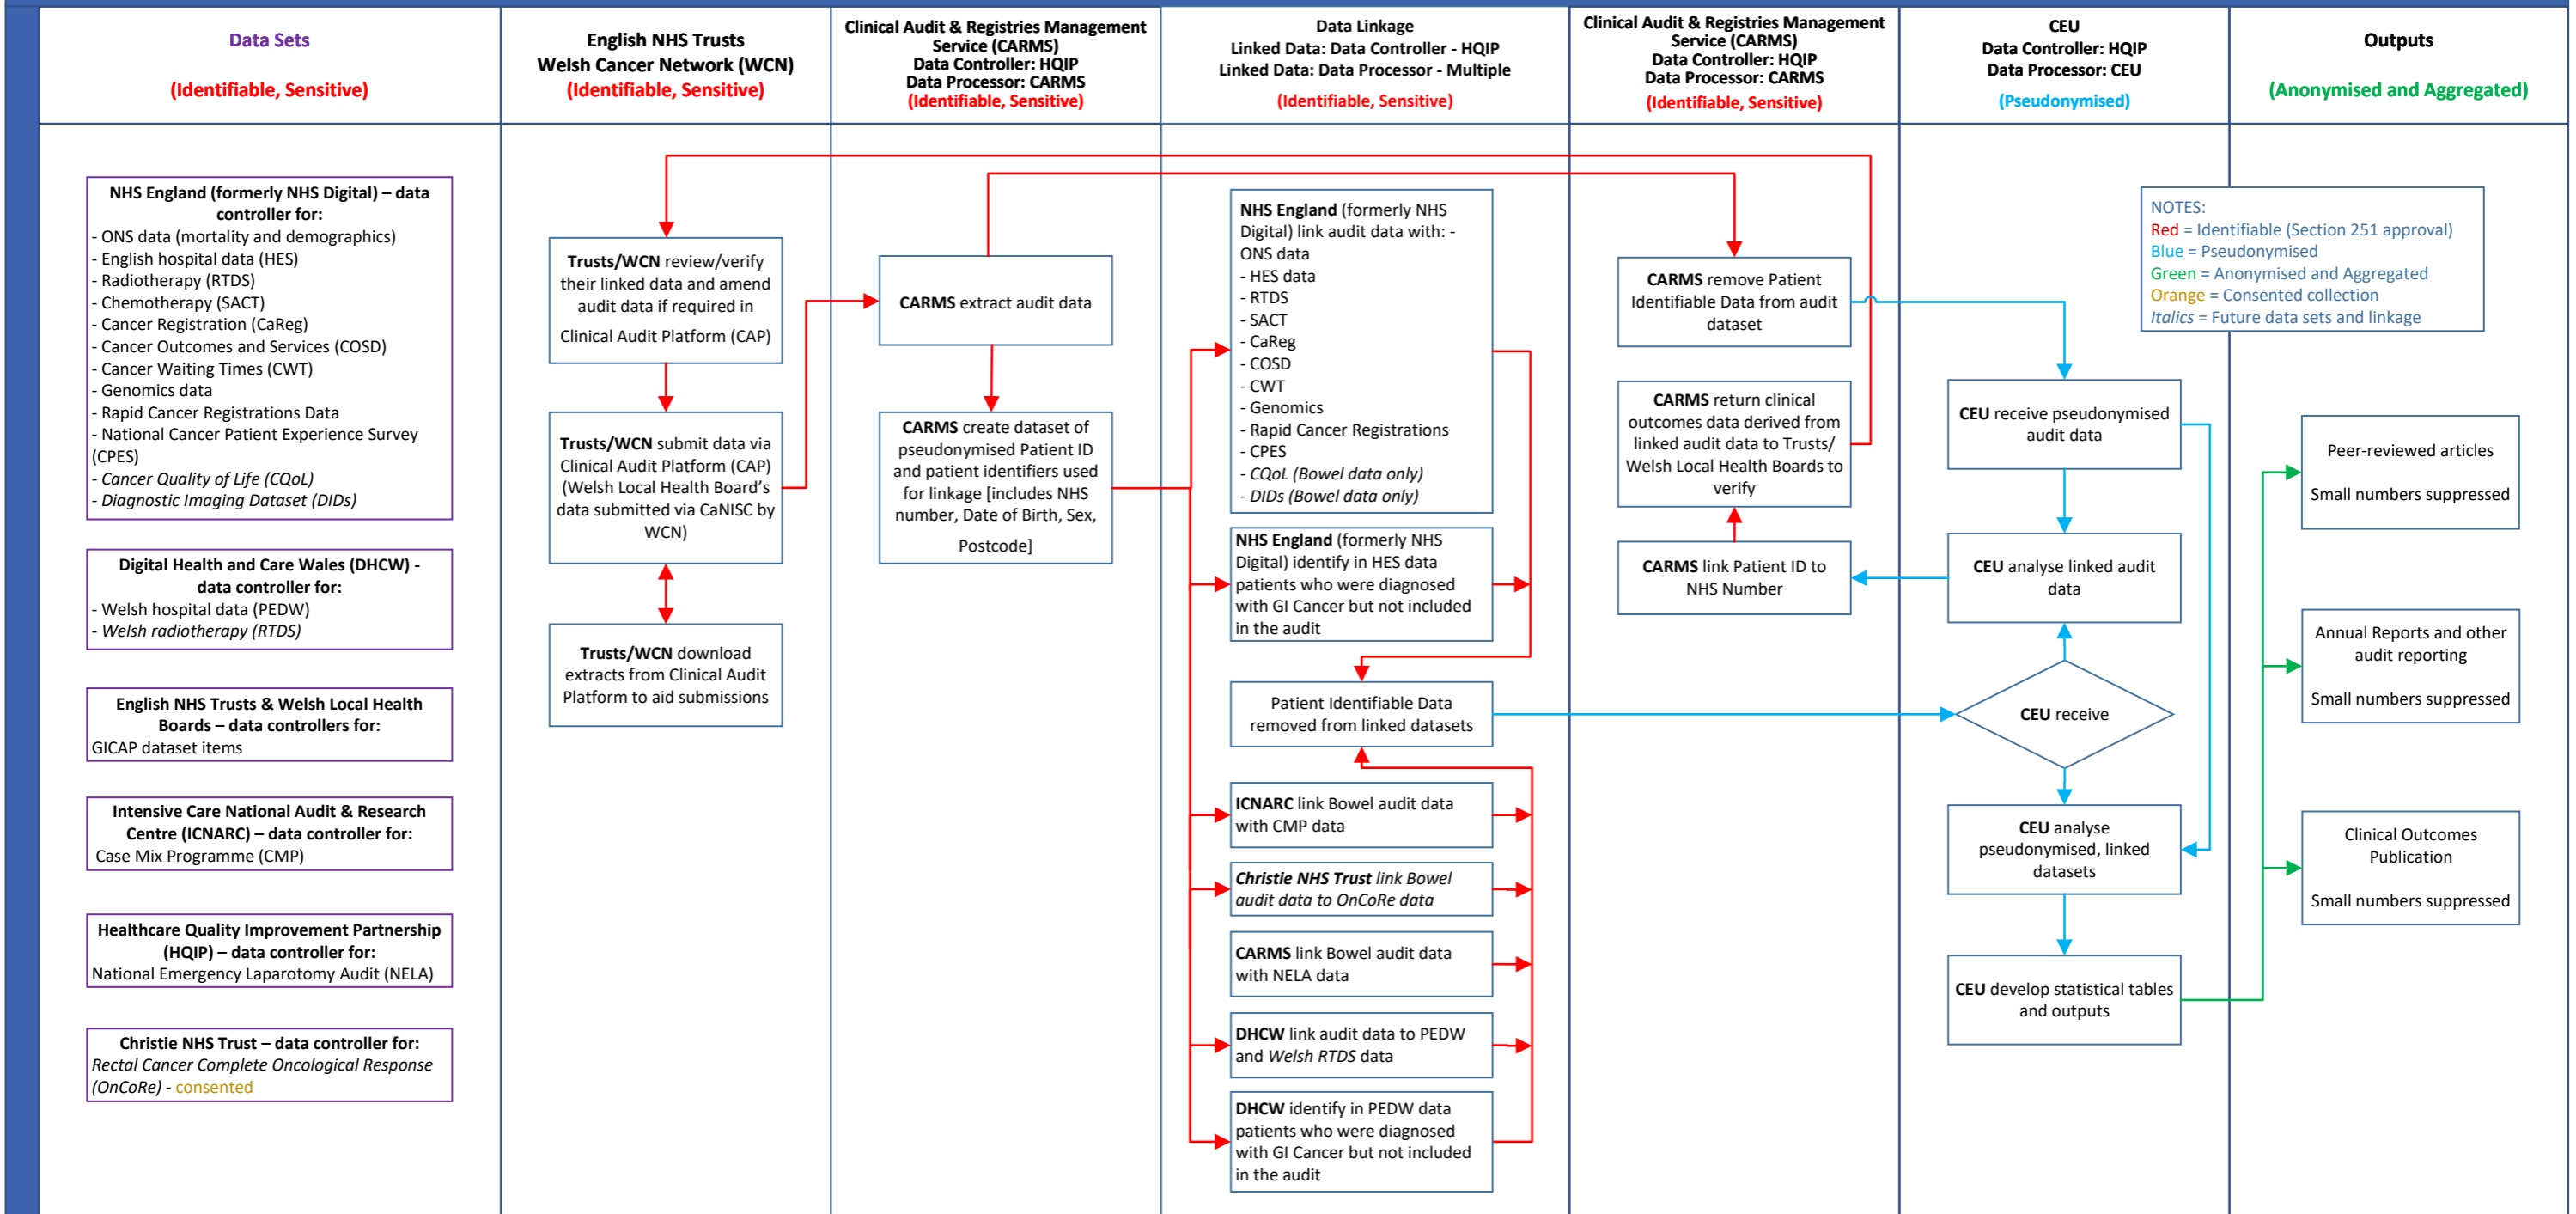 Data Sets
(Identifiable, Sensitive)
English NHS Trusts
Welsh Cancer Network (WCN)
(Identifiable, Sensitive)
Clinical Audit & Registries Management
Service (CARMS)
Data Controller: HQIP
Data Processor: CARMS
(Identifiable, Sensitive)
Data Linkage
Linked Data: Data Controller - HQIP
Linked Data: Data Processor - Multiple
(Identifiable, Sensitive)
Clinical Audit & Registries Management
Service (CARMS)
Data Controller: HQIP
Data Processor: CARMS
(Identifiable, Sensitive)
CEU
Data Controller: HQIP
Data Processor: CEU
(Pseudonymised)
Outputs
(Anonymised and Aggregated)
NHS England (formerly NHS Digital) – data
controller for:
- ONS data (mortality and demographics)
- English hospital data (HES)
- Radiotherapy (RTDS)
- Chemotherapy (SACT)
- Cancer Registration (CaReg)
- Cancer Outcomes and Services (COSD)
- Cancer Waiting Times (CWT)
- Genomics data
- Rapid Cancer Registrations Data
- National Cancer Patient Experience Survey
(CPES)
- Cancer Quality of Life (CQoL)
- Diagnostic Imaging Dataset (DIDs)
Digital Health and Care Wales (DHCW) -
data controller for:
- Welsh hospital data (PEDW)
- Welsh radiotherapy (RTDS)
English NHS Trusts & Welsh Local Health
Boards – data controllers for:
GICAP dataset items
Intensive Care National Audit & Research
Centre (ICNARC) – data controller for:
Case Mix Programme (CMP)
Healthcare Quality Improvement Partnership
(HQIP) – data controller for:
National Emergency Laparotomy Audit (NELA)
Christie NHS Trust – data controller for:
Rectal Cancer Complete Oncological Response
(OnCoRe) - consented
Trusts/WCN review/verify
their linked data and amend
audit data if required in
Clinical Audit Platform (CAP)
Trusts/WCN submit data via
Clinical Audit Platform (CAP)
(Welsh Local Health Board's
data submitted via CaNISC by
WCN)
Trusts/WCN download
extracts from Clinical Audit
Platform to aid submissions
CARMS extract audit data
CARMS create dataset of
pseudonymised Patient ID
and patient identifiers used
for linkage [includes NHS
number, Date of Birth, Sex,
Postcode]
NHS England (formerly NHS
Digital) link audit data with: -
ONS data
- HES data
- RTDS
- SACT
- CaReg
- COSD
- CWT
- Genomics
- Rapid Cancer Registrations
- CPES
- CQoL (Bowel data only)
- DIDs (Bowel data only)
NHS England (formerly NHS
Digital) identify in HES data
patients who were diagnosed
with GI Cancer but not included
in the audit
Patient Identifiable Data
removed from linked datasets
ICNARC link Bowel audit data
with CMP data
Christie NHS Trust link Bowel
audit data to OnCoRe data
CARMS link Bowel audit data
with NELA data
DHCW link audit data to PEDW
and Welsh RTDS data
DHCW identify in PEDW data
patients who were diagnosed
with GI Cancer but not included
in the audit
CARMS remove Patient
Identifiable Data from audit
dataset
CARMS return clinical
outcomes data derived from
linked audit data to Trusts/
Welsh Local Health Boards to
verify
CARMS link Patient ID to
NHS Number
NOTES:
Red = Identifiable (Section 251 approval)
Blue = Pseudonymised
Green = Anonymised and Aggregated
Orange = Consented collection
Italics = Future data sets and linkage
CEU receive pseudonymised
audit data
CEU analyse linked audit
data
CEU receive
CEU analyse
pseudonymised, linked
datasets
CEU develop statistical tables
and outputs
Peer-reviewed articles
Small numbers suppressed
Annual Reports and other
audit reporting
Small numbers suppressed
Clinical Outcomes
Publication
Small numbers suppressed